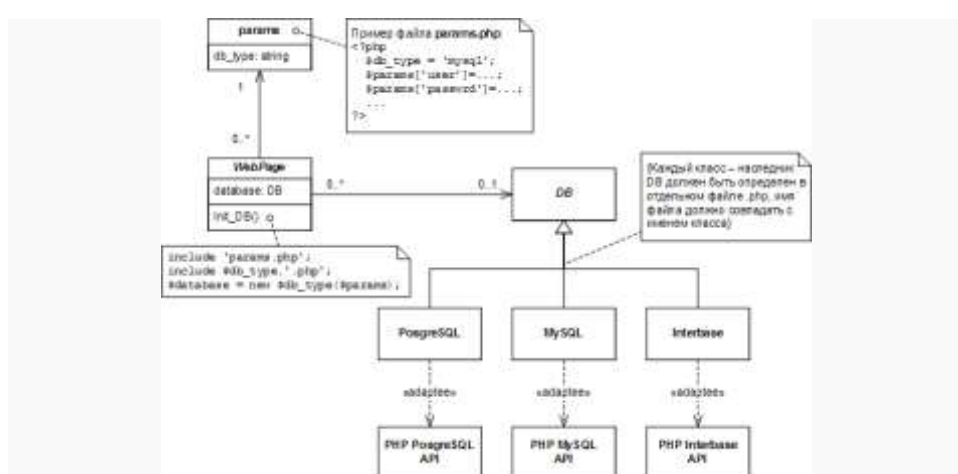 params
db_type: string
Пример файла params.php
<?php
$db_type = 'mysql';
$params['user']=...;
$params['passwrd']=...;
...
?>
1
0..*
WebPage
database: DB
init_DB()
0..*
0..1
DB
{Каждый класс – наследник
DB должен быть определен в
отдельном файле .php, имя
файла должно совпадать с
именем класса}
include 'params.php';
include $db_type.'.php';
$database = new $db_type($params);
PosgreSQL
MySQL
Interbase
«adaptee»
«adaptee»
«adaptee»
PHP PosgreSQL
API
PHP MySQL
API
PHP Interbase
API